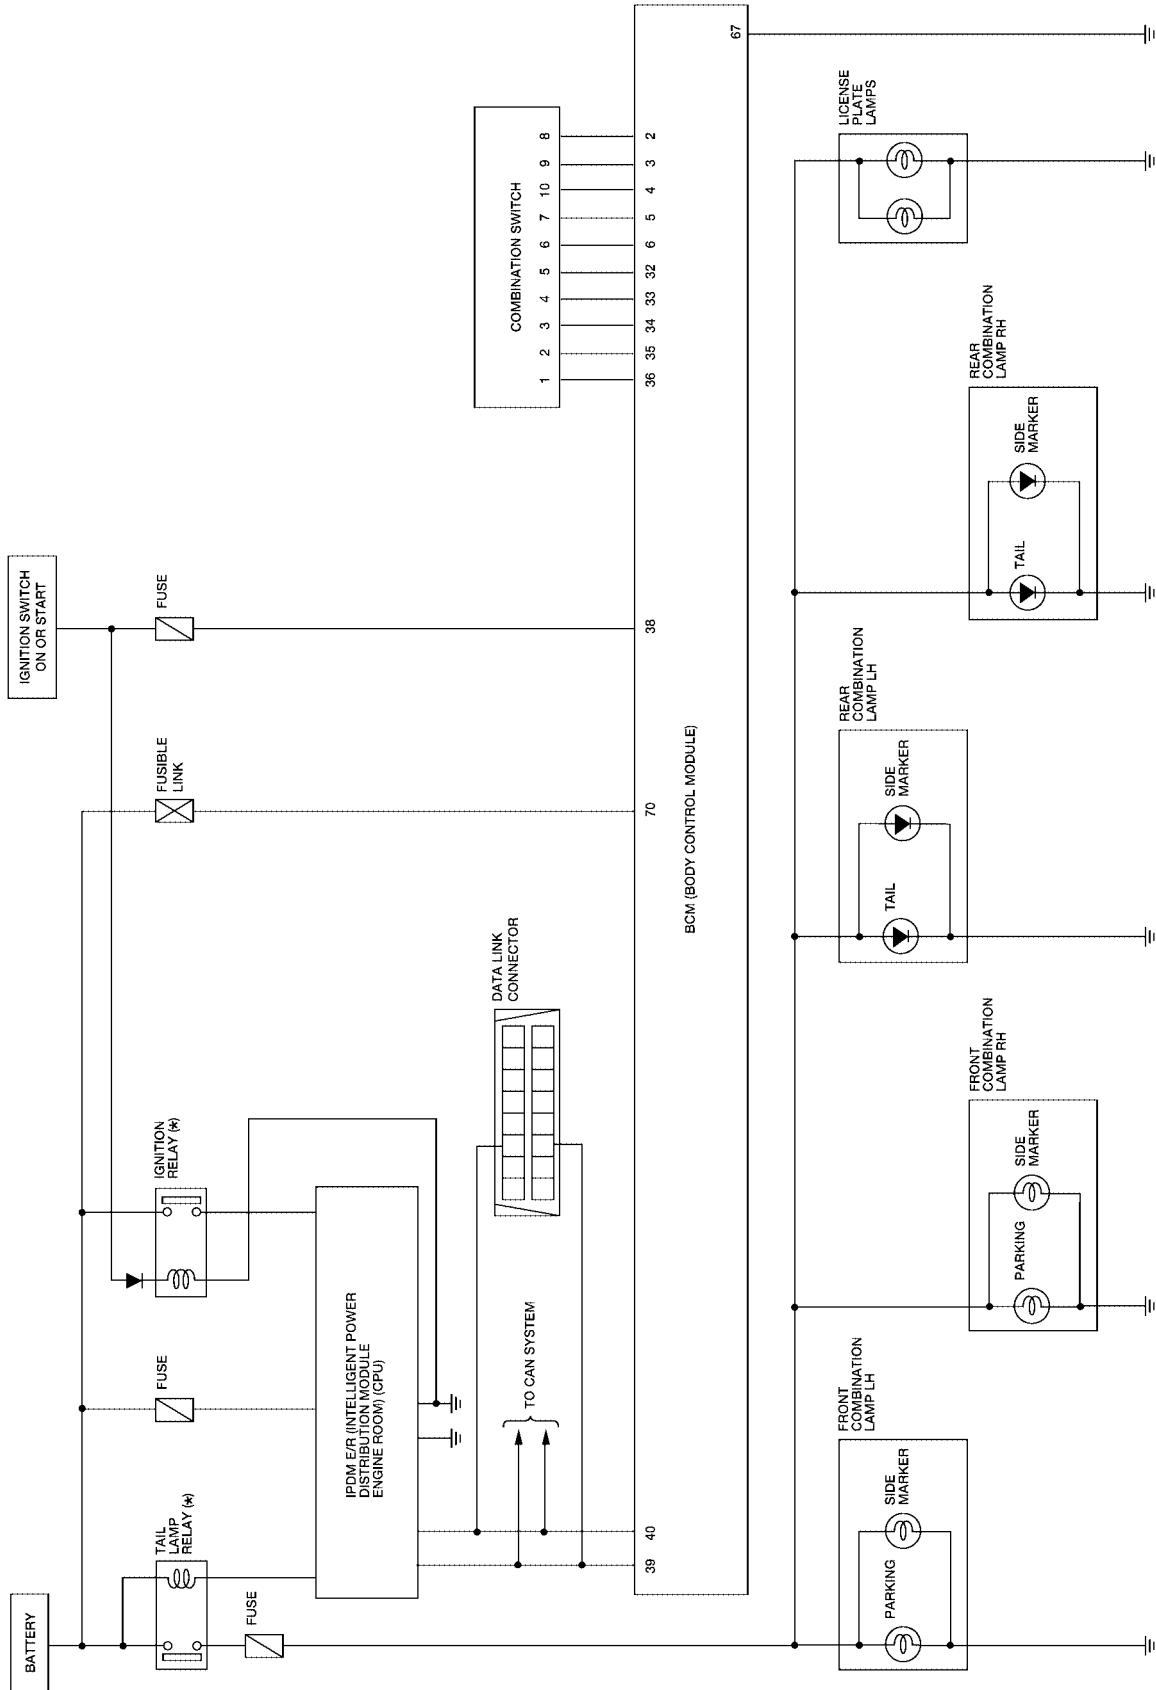 BATTERY
IGNITION SWITCH
ON OR START
TAIL
LAMP
RELAY (★)
FUSE
FUSE
IGNITION
RELAY (★)
FUSIBLE
LINK
FUSE
IPDM E/R (INTELLIGENT POWER
DISTRIBUTION MODULE
ENGINE ROOM) (CPU)
TO CAN SYSTEM
DATA LINK
CONNECTOR
COMBINATION SWITCH
1 2 3 4 5 6 7 10 9 8
39 40 70 38 36 35 34 33 32 6 5 4 3 2
BCM (BODY CONTROL MODULE)
67
FRONT
COMBINATION
LAMP LH
PARKING
SIDE
MARKER
FRONT
COMBINATION
LAMP RH
PARKING
SIDE
MARKER
REAR
COMBINATION
LAMP LH
TAIL
SIDE
MARKER
REAR
COMBINATION
LAMP RH
TAIL
SIDE
MARKER
LICENSE
PLATE
LAMPS